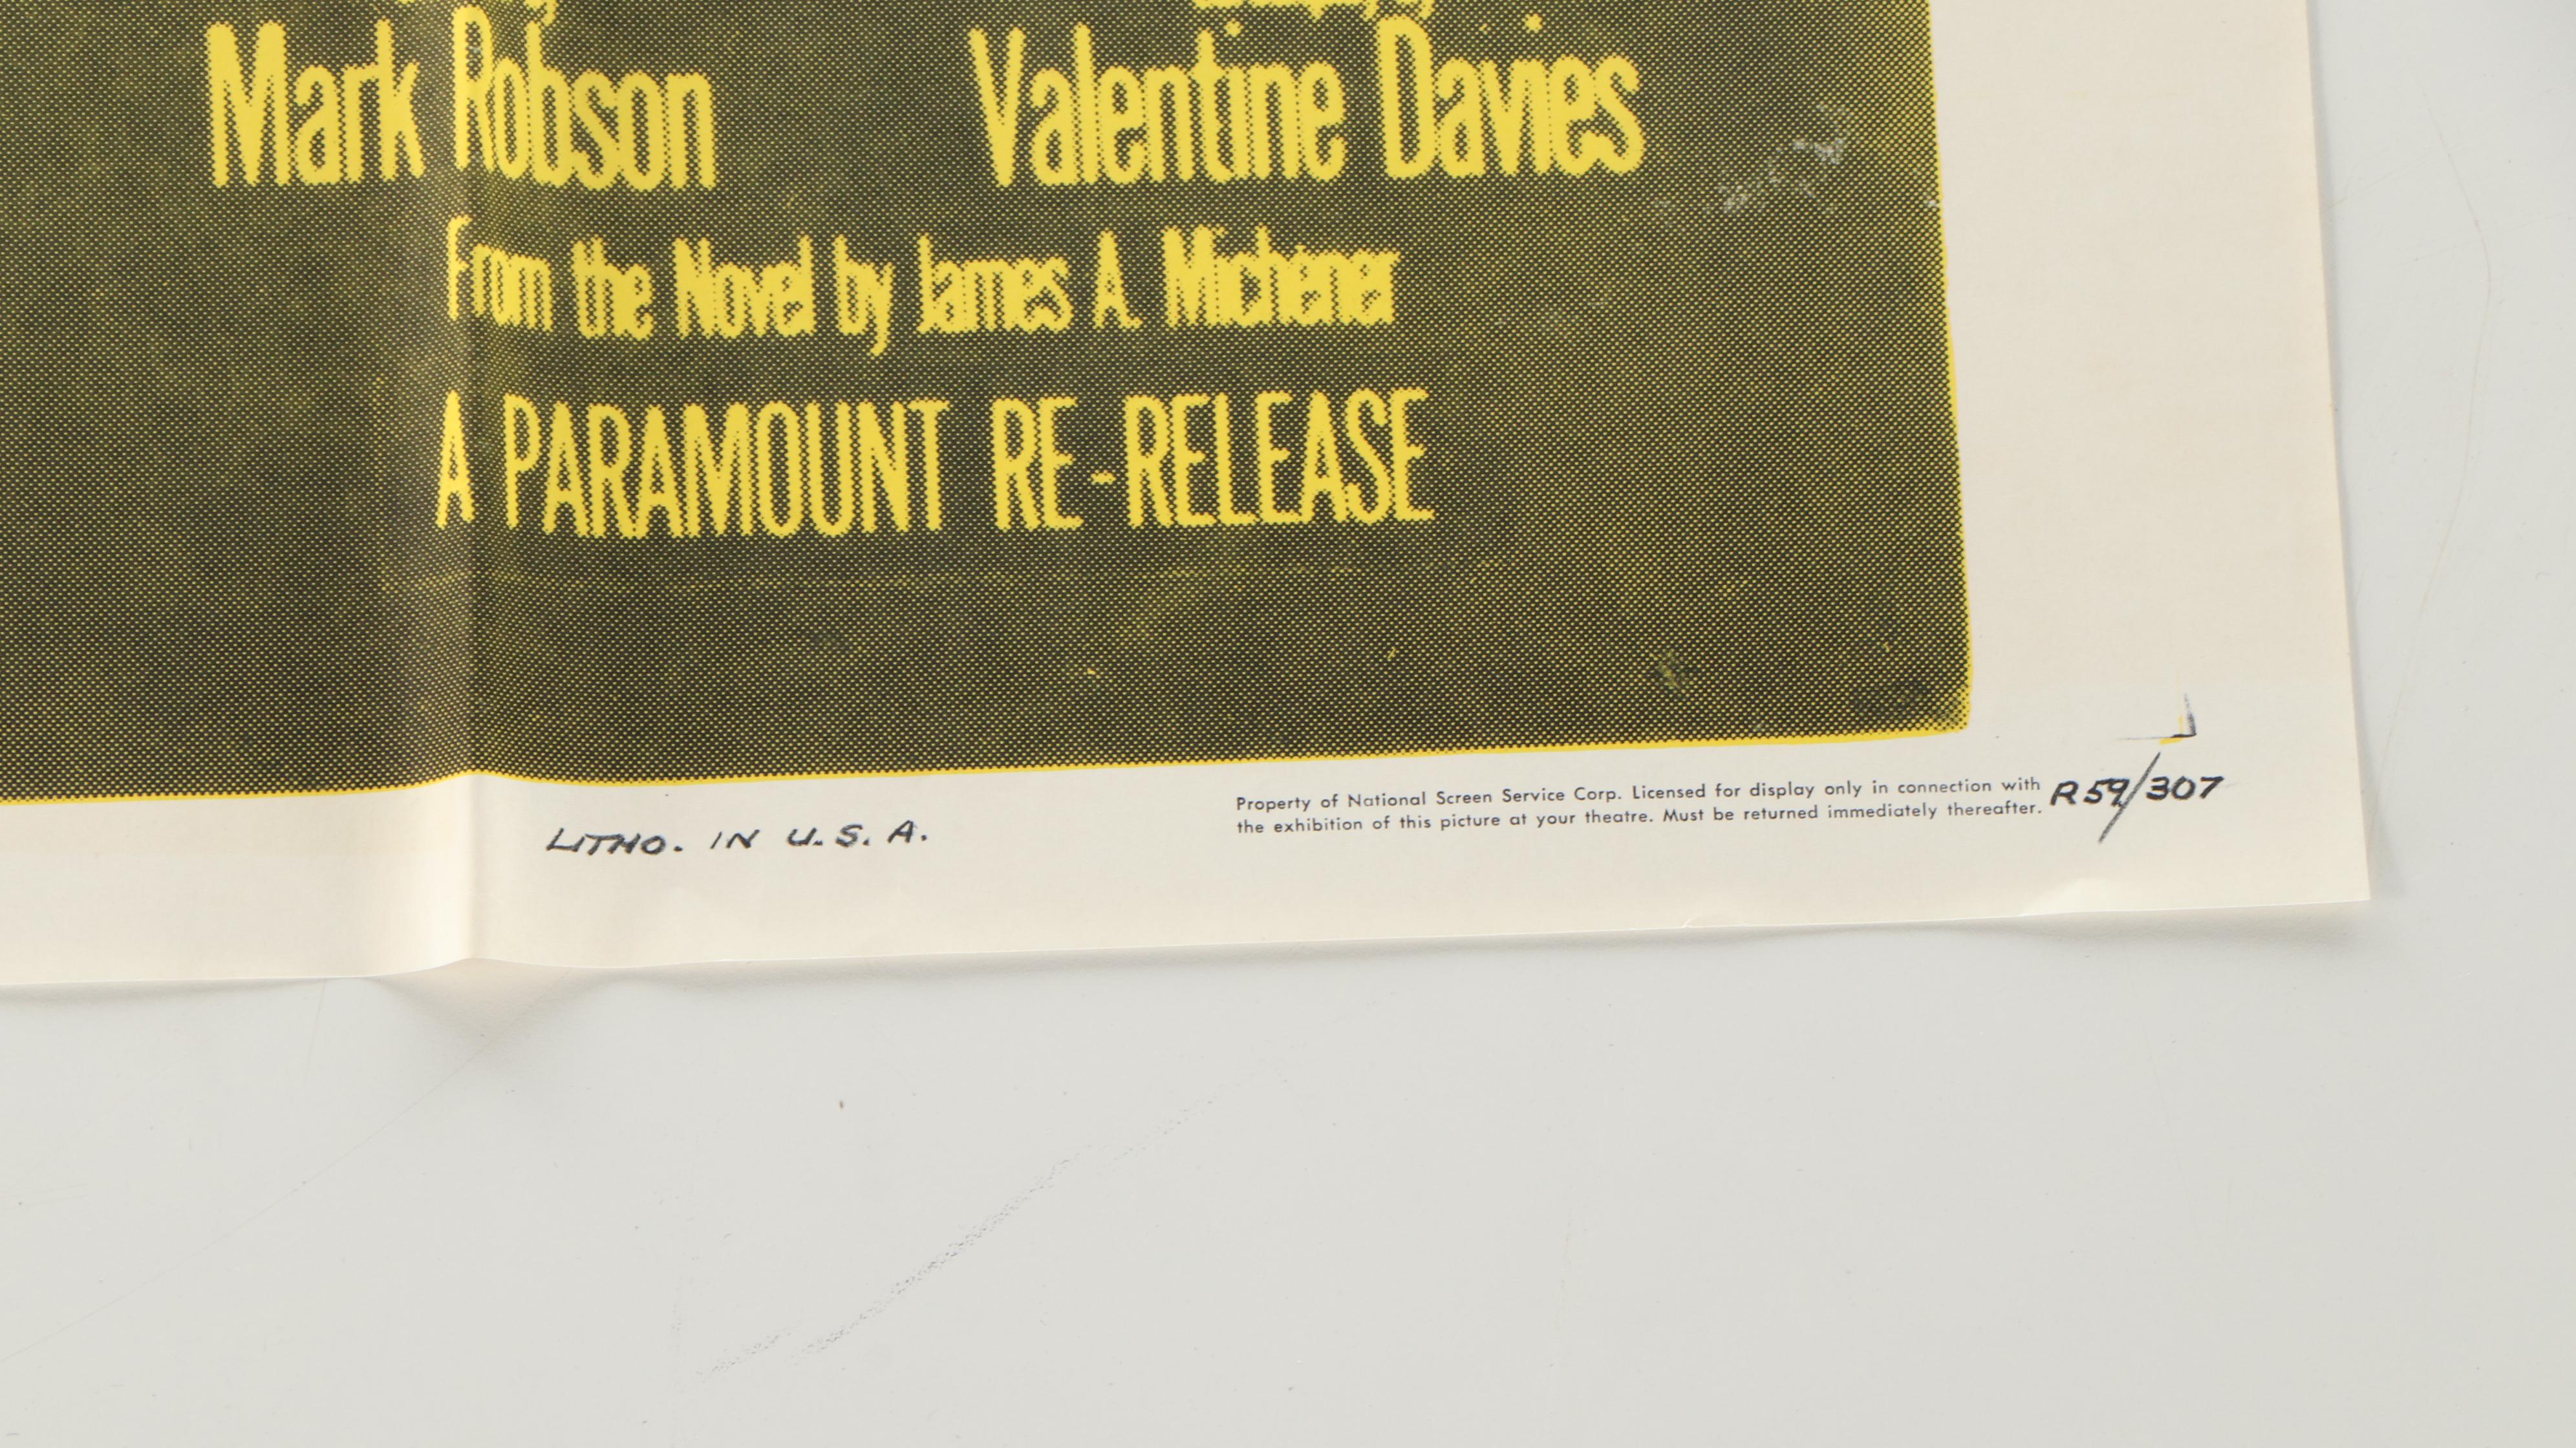 Mark Robson Valentine Davies
From the Novel by James A. Michener
A PARAMOUNT RE-RELEASE
LITHO. IN U.S.A.
Property of National Screen Service Corp. Licensed for display only in connection with
the exhibition of this picture at your theatre. Must be returned immediately thereafter.
R59/307